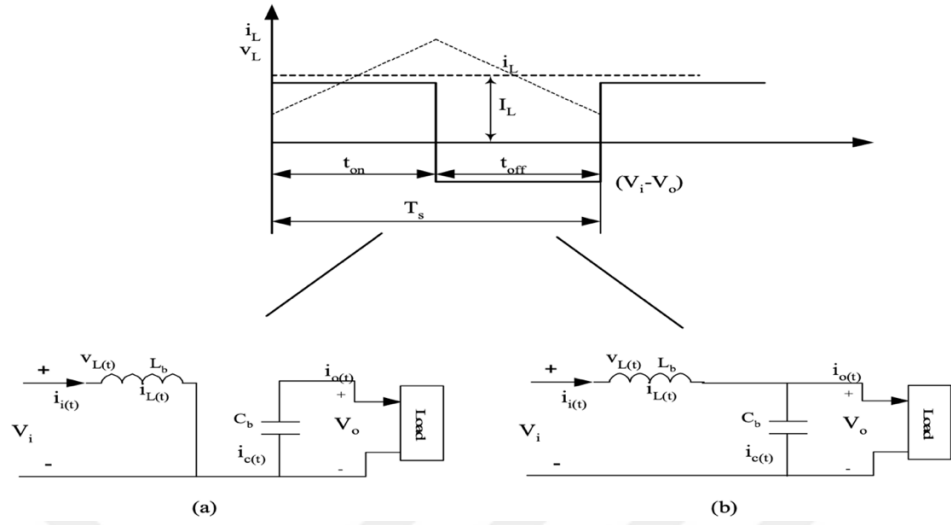 i_L
v_L
i_L
I_L
t_on
t_off
(V_i-V_o)
T_s
+
v_L(t)
L_b
i_i(t)
i_L(t)
V_i
-
i_o(t)
+
C_b
V_o
i_c(t)
-
Load
(a)
+
v_L(t)
L_b
i_i(t)
i_L(t)
V_i
-
i_o(t)
+
C_b
V_o
i_c(t)
-
Load
(b)